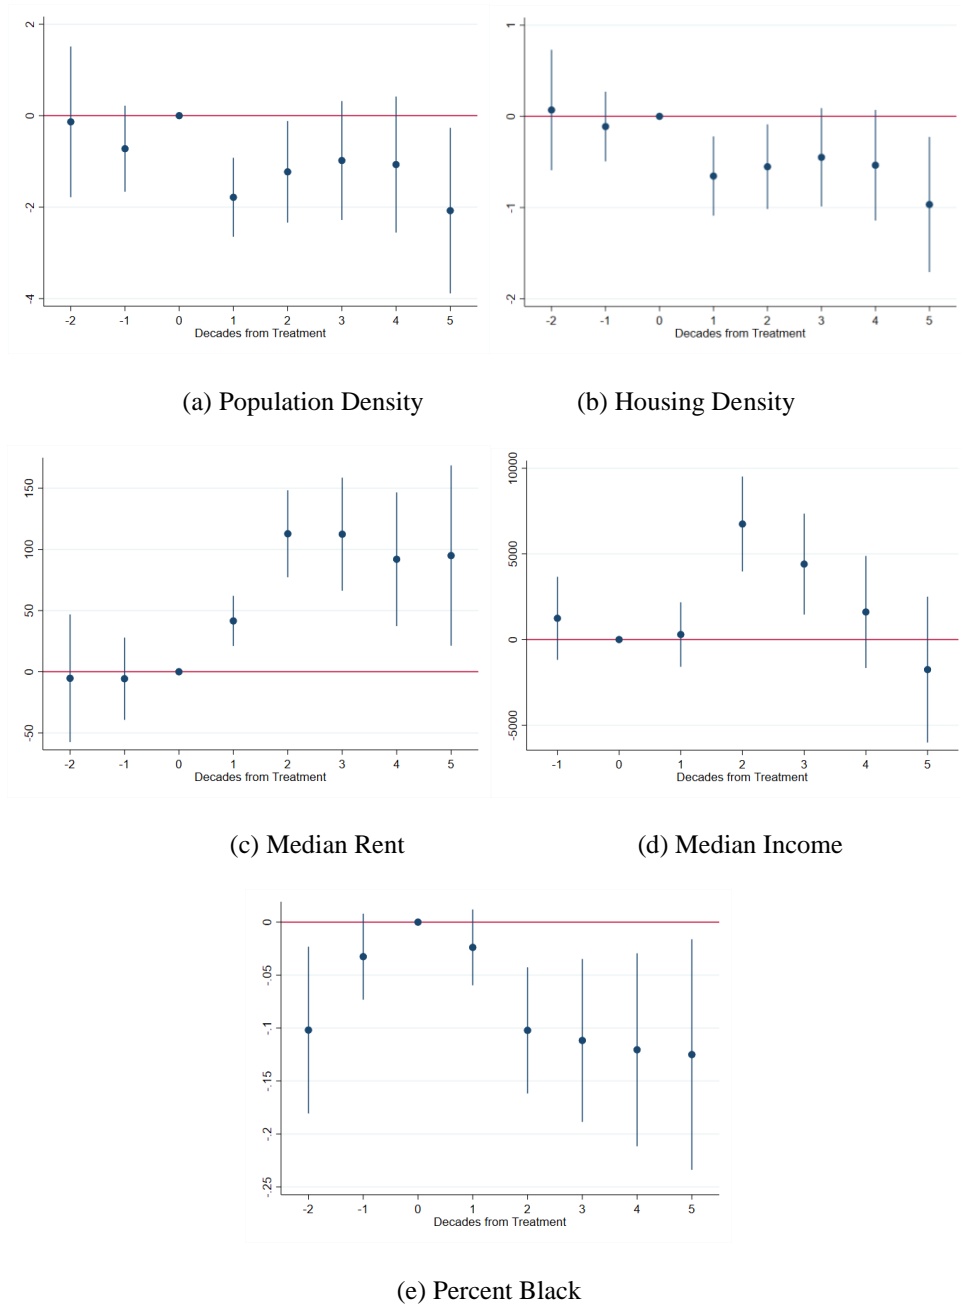 2
0
-2
-4
-2 -1 0 1 2 3 4 5
Decades from Treatment
1
0
-1
-2
-2 -1 0 1 2 3 4 5
Decades from Treatment
(a) Population Density
(b) Housing Density
150
100
50
0
-50
-2 -1 0 1 2 3 4 5
Decades from Treatment
10000
5000
0
-5000
-1 0 1 2 3 4 5
Decades from Treatment
(c) Median Rent
(d) Median Income
0
-.05
-.1
-.15
-.2
-.25
-2 -1 0 1 2 3 4 5
Decades from Treatment
(e) Percent Black